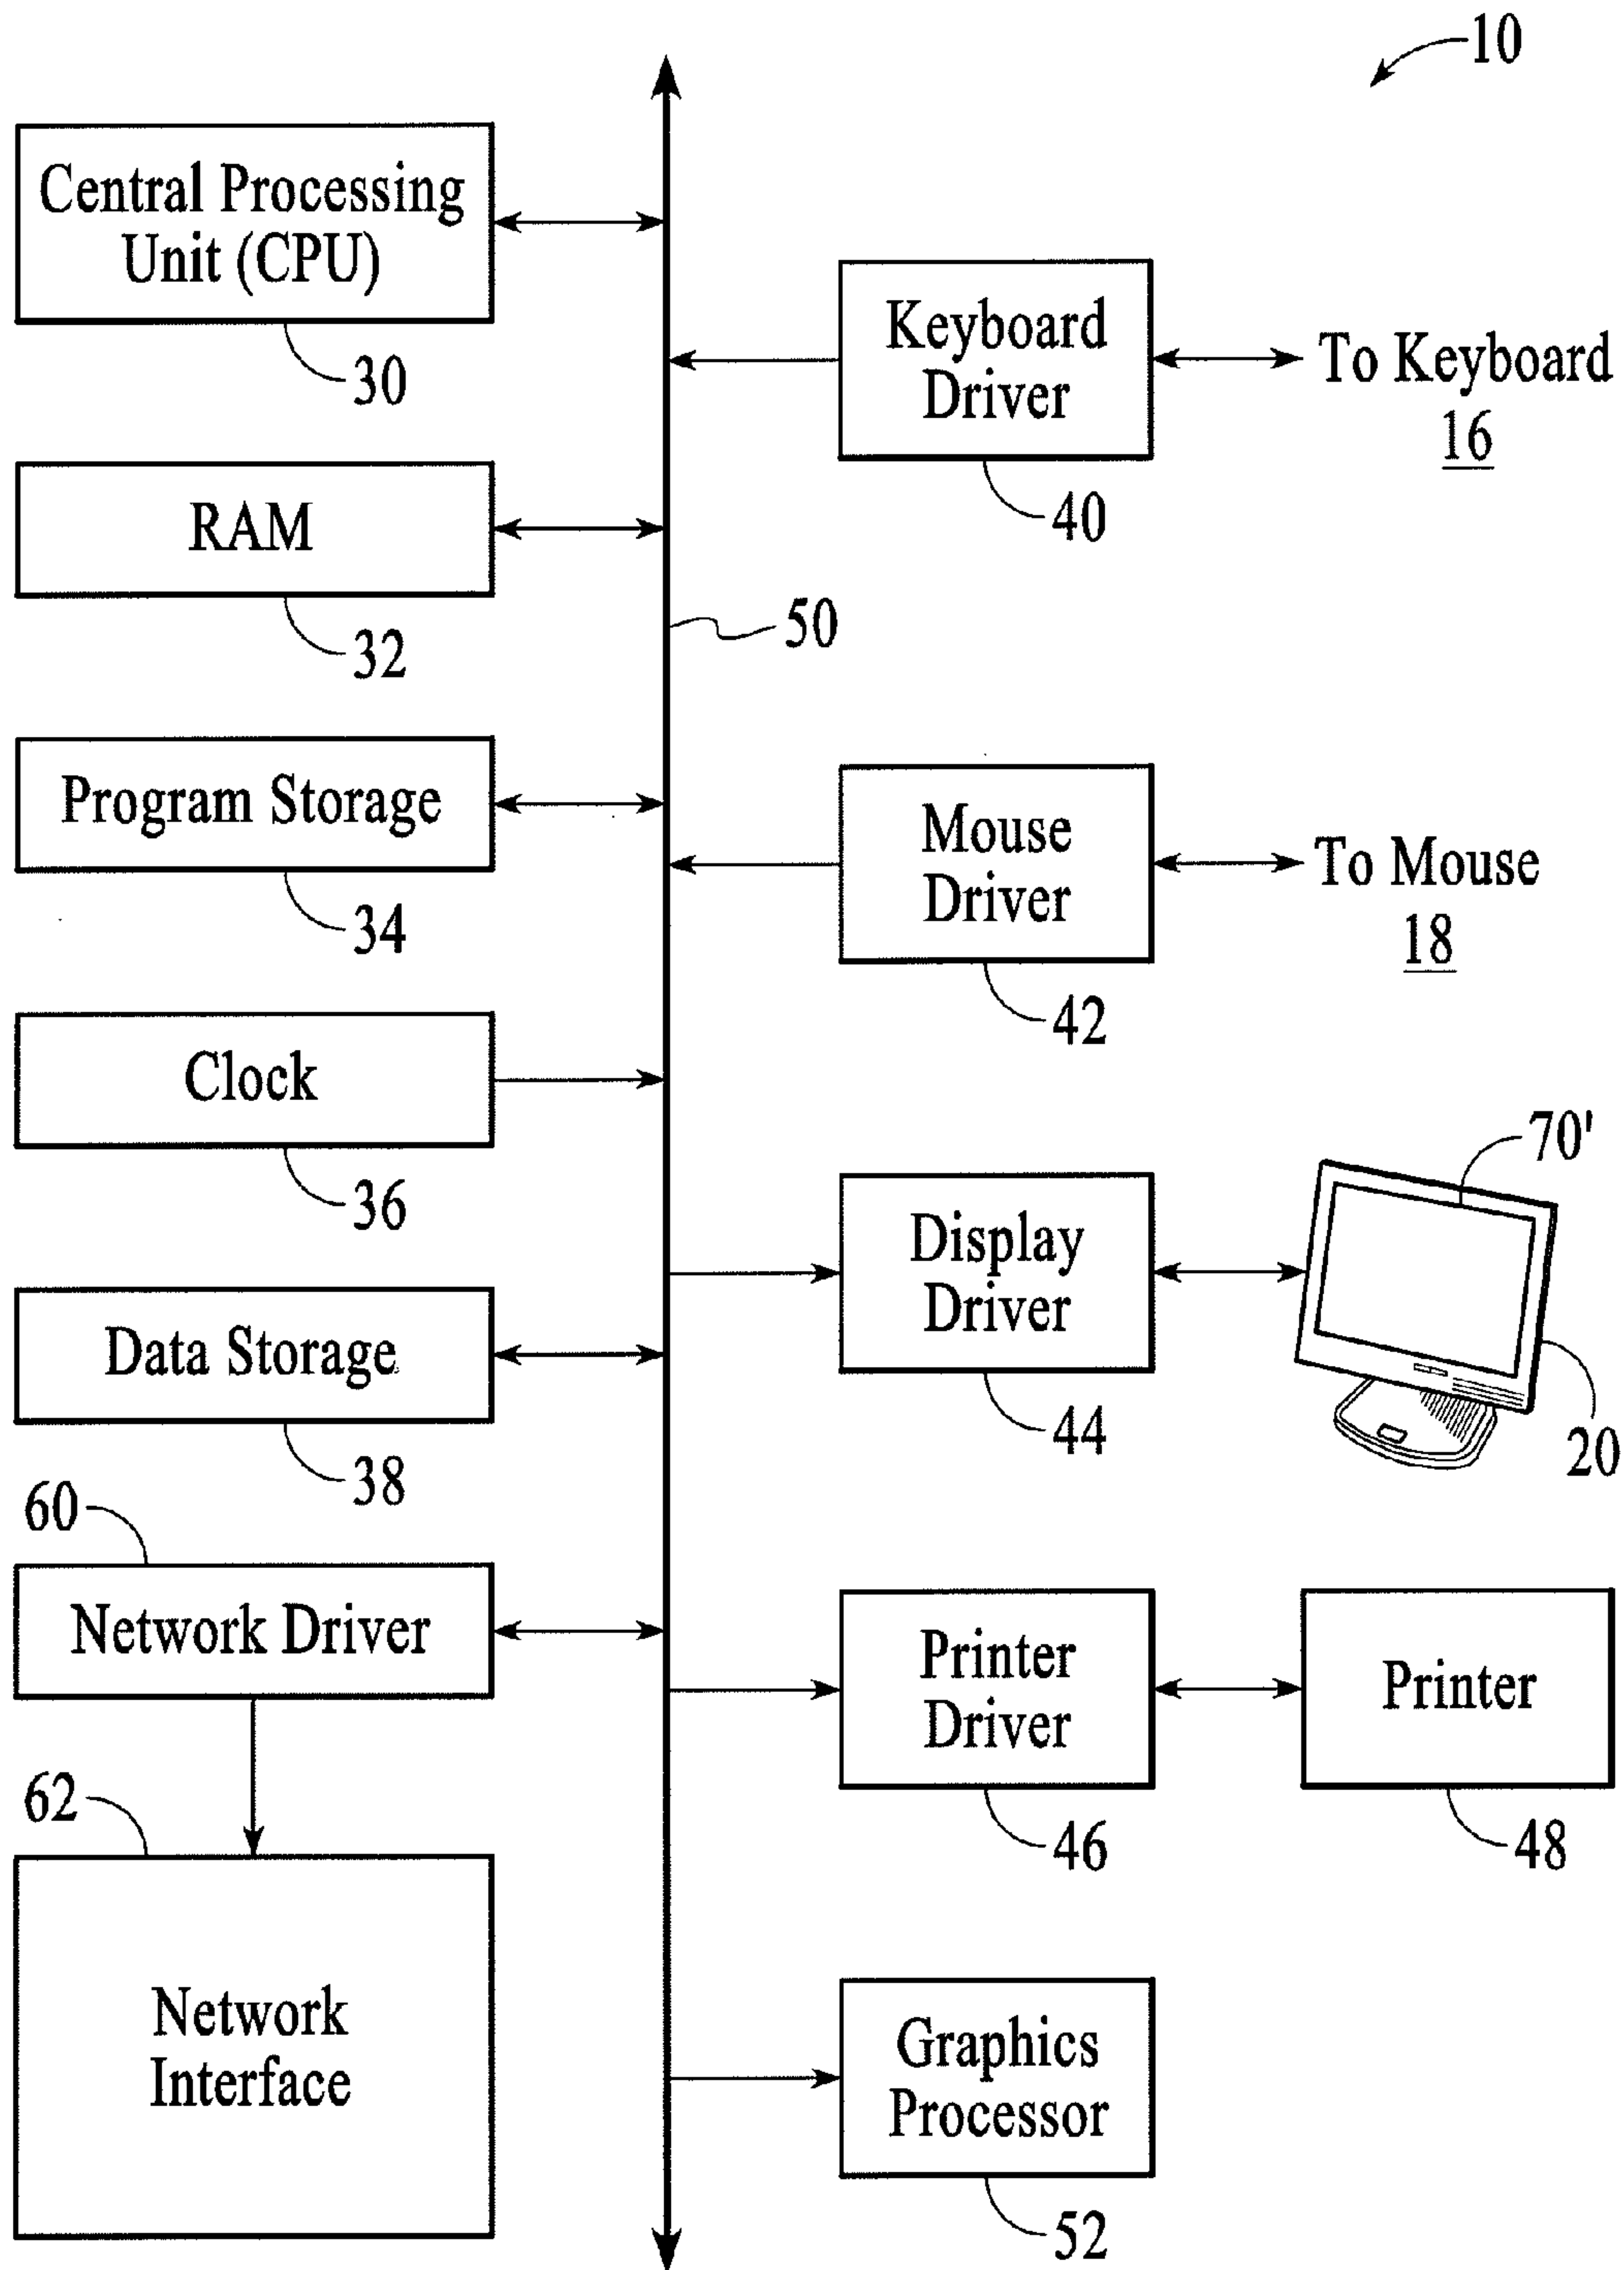 10
Central Processing
Unit (CPU)
30
Keyboard
Driver
40
To Keyboard
16
RAM
32
50
Program Storage
34
Mouse
Driver
42
To Mouse
18
Clock
36
Display
Driver
44
70'
20
Data Storage
38
60
Network Driver
Printer
Driver
46
Printer
48
62
Network
Interface
Graphics
Processor
52